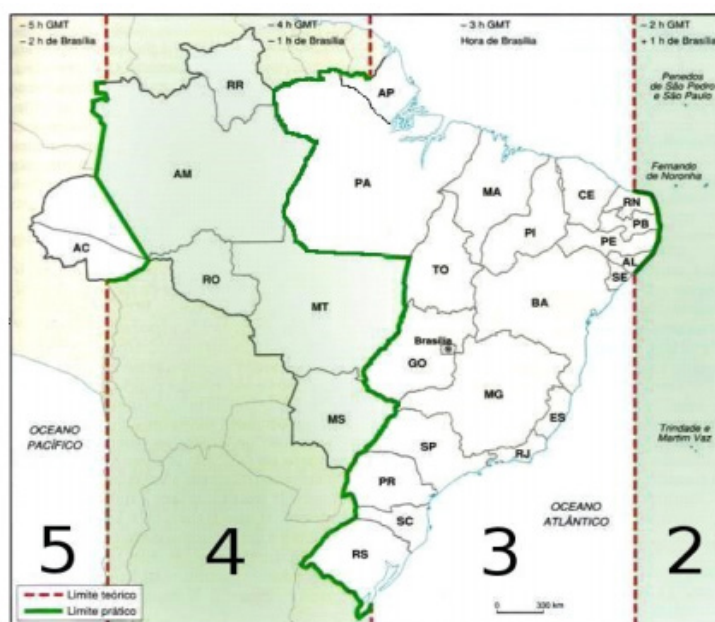 – 5 h GMT
– 2 h de Brasília
– 4 h GMT
– 1 h de Brasília
– 3 h GMT
Hora de Brasília
– 2 h GMT
+ 1 h de Brasília
Penedos
de São Pedro
e São Paulo
RR
AP
Fernando
de Noronha
AM
PA
MA
CE
RN
PB
PI
PE
AL
SE
AC
RO
TO
BA
MT
Brasília
GO
MG
MS
ES
Trindade e
Martim Vaz
OCEANO
PACÍFICO
SP
RJ
PR
OCEANO
ATLÂNTICO
SC
RS
5
4
3
2
Limite teórico
Limite prático
0
300 km